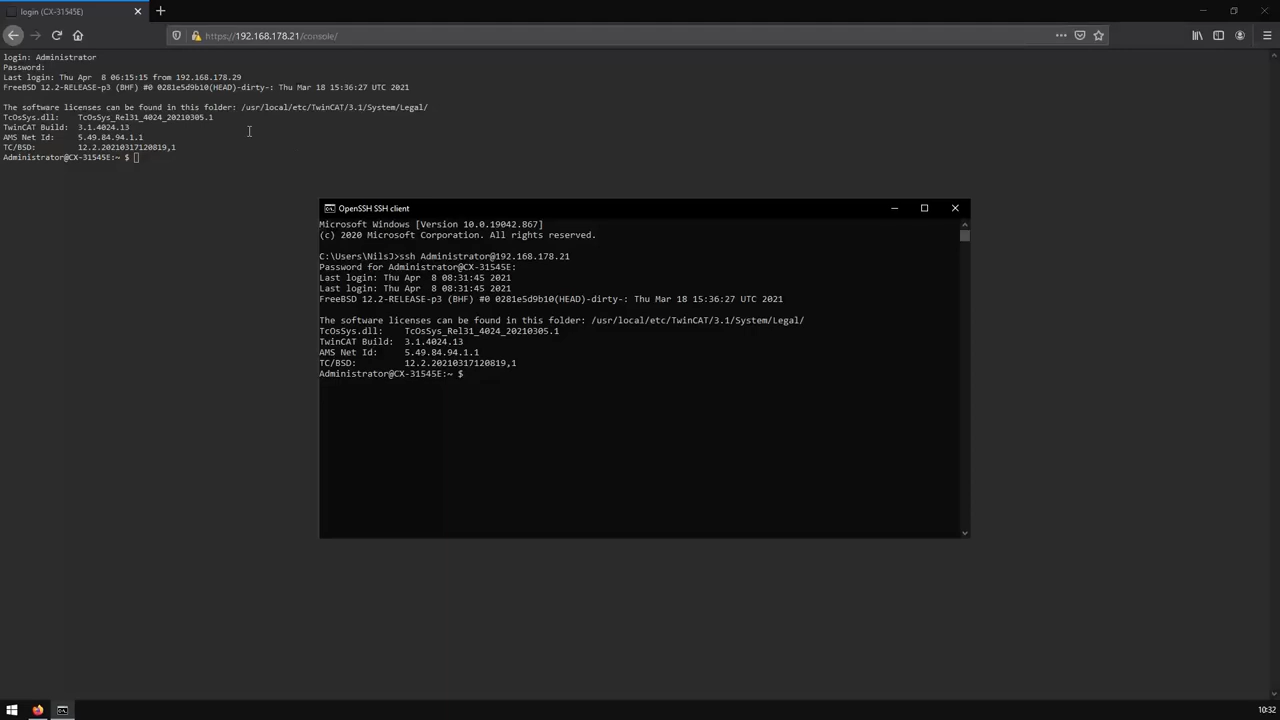 login (CX-31545E)
https://192.168.178.21/console/
login: Administrator
Password:
Last login: Thu Apr  8 06:15:15 from 192.168.178.29
FreeBSD 12.2-RELEASE-p3 (BHF) #0 0281e5d9b10(HEAD)-dirty-: Thu Mar 18 15:36:27 UTC 2021
The software licenses can be found in this folder: /usr/local/etc/TwinCAT/3.1/System/Legal/
TcOsSys.dll:    TcOsSys_Rel31_4024_20210305.1
TwinCAT Build:  3.1.4024.13
AMS Net Id:     5.49.84.94.1.1
TC/BSD:         12.2.20210317120819,1
Administrator@CX-31545E:~ $
OpenSSH SSH client
Microsoft Windows [Version 10.0.19042.867]
(c) 2020 Microsoft Corporation. All rights reserved.
C:\Users\NilsJ>ssh Administrator@192.168.178.21
Password for Administrator@CX-31545E:
Last login: Thu Apr  8 08:31:45 2021
Last login: Thu Apr  8 08:31:45 2021
FreeBSD 12.2-RELEASE-p3 (BHF) #0 0281e5d9b10(HEAD)-dirty-: Thu Mar 18 15:36:27 UTC 2021
The software licenses can be found in this folder: /usr/local/etc/TwinCAT/3.1/System/Legal/
TcOsSys.dll:    TcOsSys_Rel31_4024_20210305.1
TwinCAT Build:  3.1.4024.13
AMS Net Id:     5.49.84.94.1.1
TC/BSD:         12.2.20210317120819,1
Administrator@CX-31545E:~ $
10:32